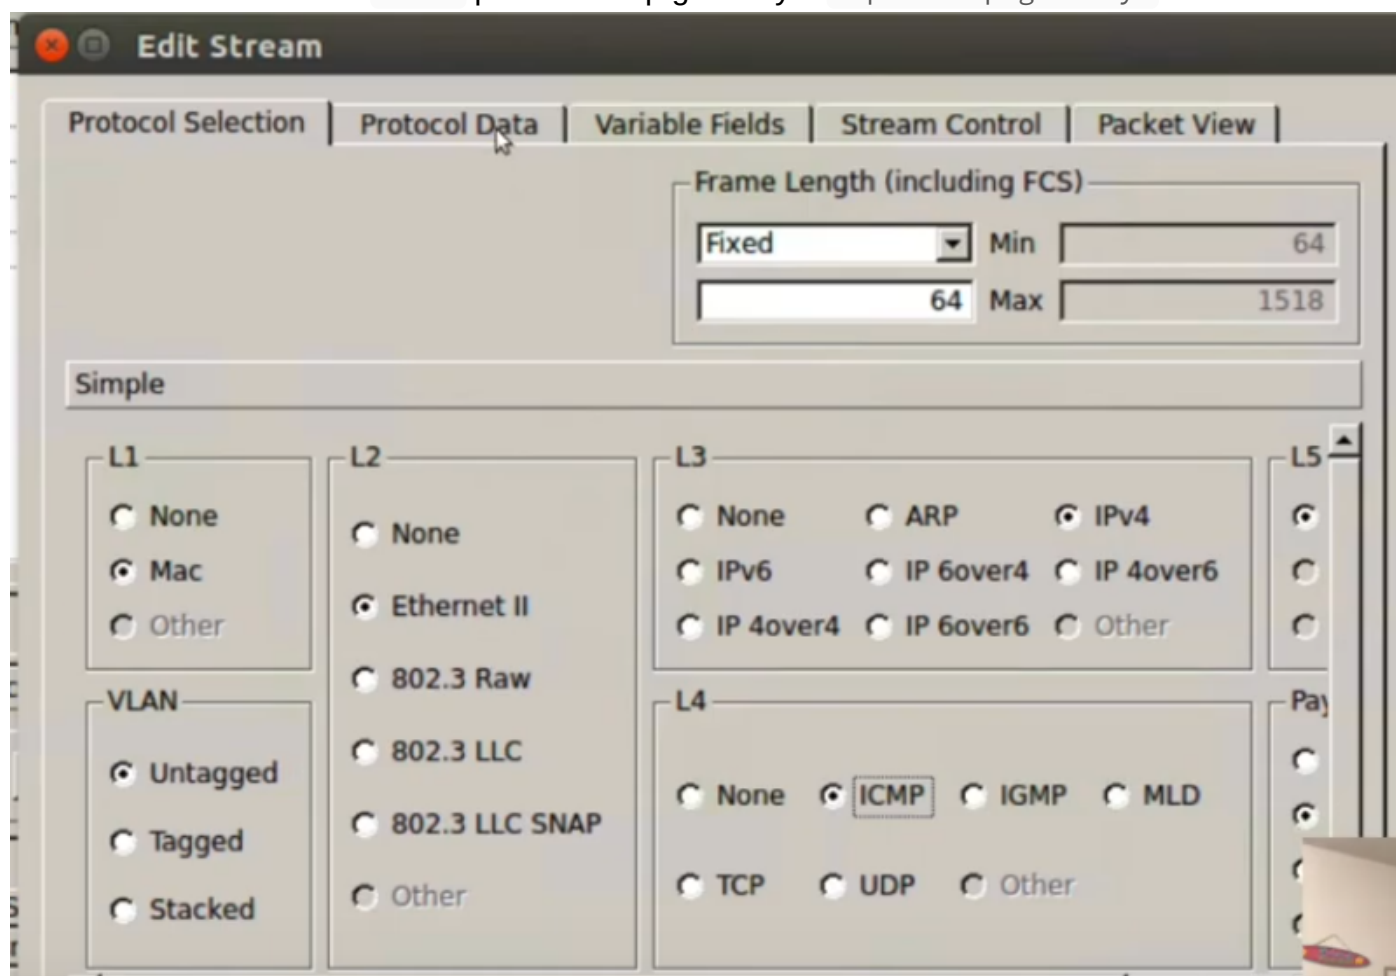 Edit Stream
Protocol Selection Protocol Data Variable Fields Stream Control Packet View
Frame Length (including FCS)
Fixed Min 64
64 Max 1518
Simple
L1
None
Mac
Other
VLAN
Untagged
Tagged
Stacked
L2
None
Ethernet II
802.3 Raw
802.3 LLC
802.3 LLC SNAP
Other
L3
None ARP IPv4
IPv6 IP 6over4 IP 4over6
IP 4over4 IP 6over6 Other
L4
None ICMP IGMP MLD
TCP UDP Other
L5